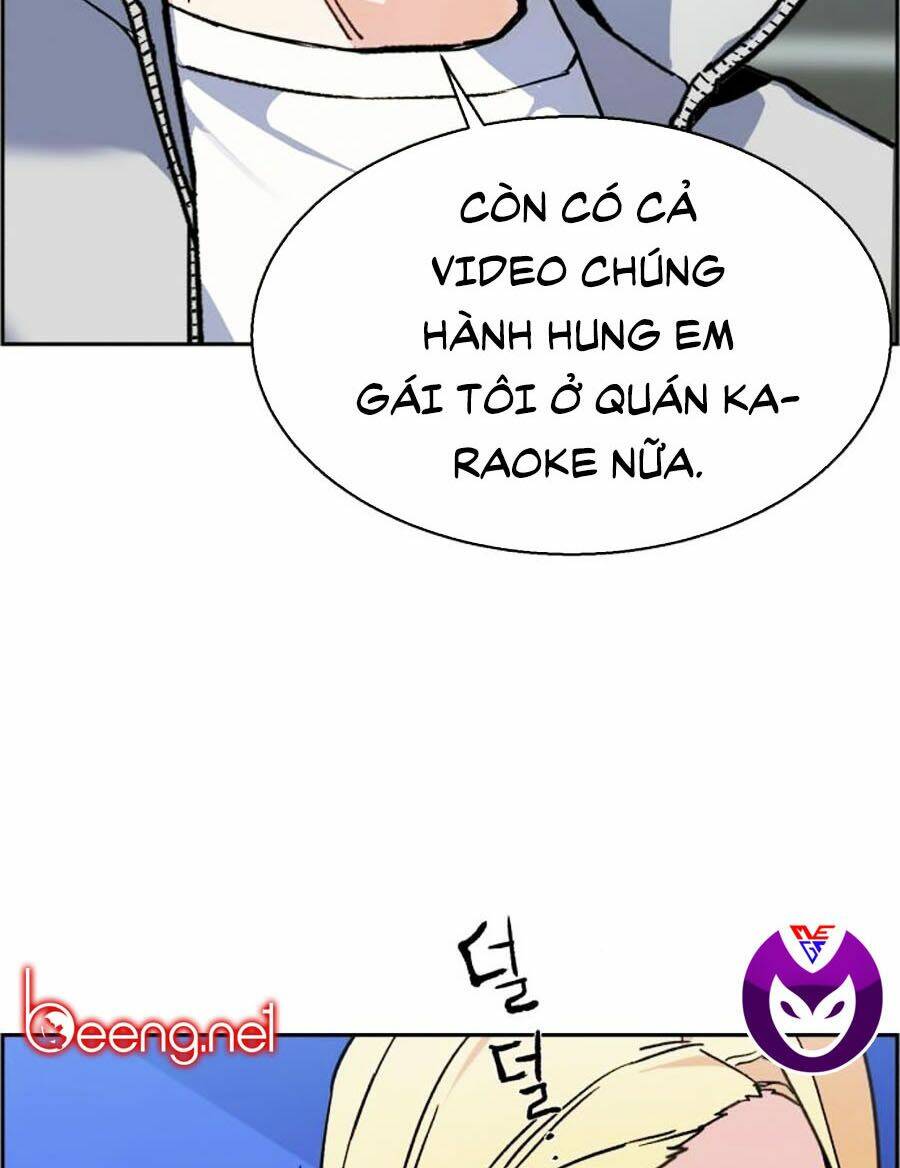 CÒN CÓ CẢ
VIDEO CHÚNG
HÀNH HUNG EM
GÁI TÔI Ở QUÁN KA-
RAOKE NỮA.
덜
덜
beeng.net